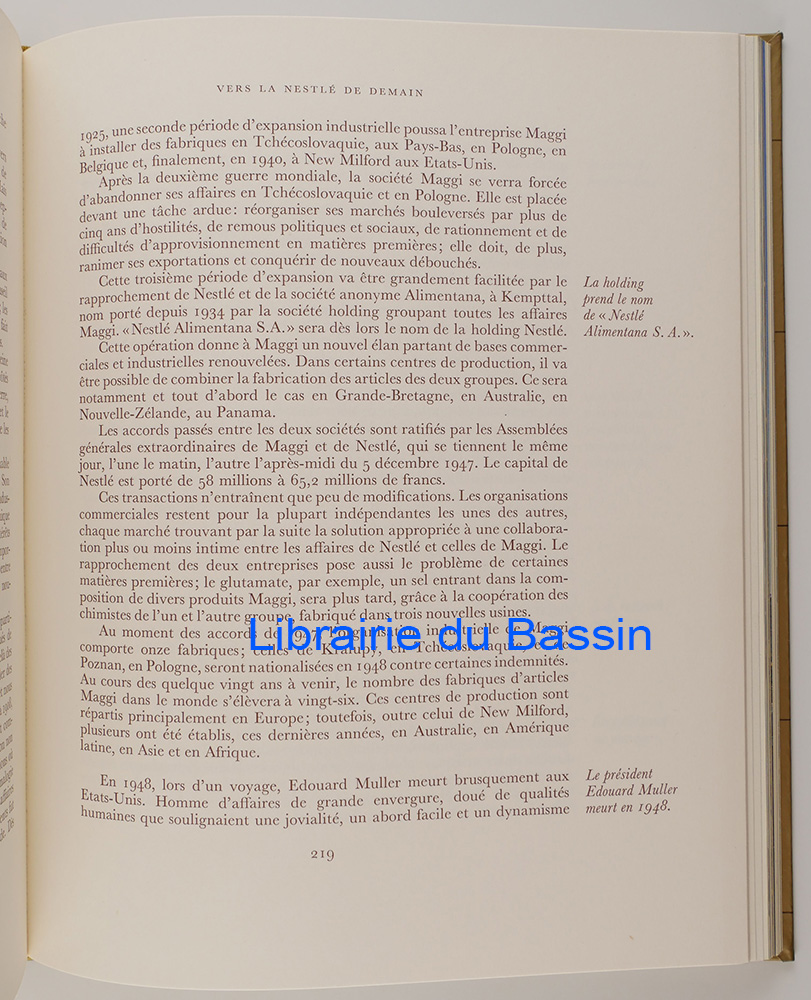 VERS LA NESTLÉ DE DEMAIN
1925, une seconde période d'expansion industrielle poussa l'entreprise Maggi
à installer des fabriques en Tchécoslovaquie, aux Pays-Bas, en Pologne, en
Belgique et, finalement, en 1940, à New Milford aux Etats-Unis.
Après la deuxième guerre mondiale, la société Maggi se verra forcée
d'abandonner ses affaires en Tchécoslovaquie et en Pologne. Elle est placée
devant une tâche ardue: réorganiser ses marchés bouleversés par plus de
cinq ans d'hostilités, de remous politiques et sociaux, de rationnement et de
difficultés d'approvisionnement en matières premières; elle doit, de plus,
ranimer ses exportations et conquérir de nouveaux débouchés.
Cette troisième période d'expansion va être grandement facilitée par le
rapprochement de Nestlé et de la société anonyme Alimentana, à Kempttal,
nom porté depuis 1934 par la société holding groupant toutes les affaires
Maggi. «Nestlé Alimentana S.A.» sera dès lors le nom de la holding Nestlé.
La holding
prend le nom
de «Nestlé
Alimentana S. A.».
Cette opération donne à Maggi un nouvel élan partant de bases commer-
ciales et industrielles renouvelées. Dans certains centres de production, il va
être possible de combiner la fabrication des articles des deux groupes. Ce sera
notamment et tout d'abord le cas en Grande-Bretagne, en Australie, en
Nouvelle-Zélande, au Panama.
Les accords passés entre les deux sociétés sont ratifiés par les Assemblées
générales extraordinaires de Maggi et de Nestlé, qui se tiennent le même
jour, l'une le matin, l'autre l'après-midi du 5 décembre 1947. Le capital de
Nestlé est porté de 58 millions à 65,2 millions de francs.
Ces transactions n'entraînent que peu de modifications. Les organisations
commerciales restent pour la plupart indépendantes les unes des autres,
chaque marché trouvant par la suite la solution appropriée à une collabora-
tion plus ou moins intime entre les affaires de Nestlé et celles de Maggi. Le
rapprochement des deux entreprises pose aussi le problème de certaines
matières premières; le glutamate, par exemple, un sel entrant dans la com-
position de divers produits Maggi, sera plus tard, grâce à la coopération des
chimistes de l'un et l'autre groupe, fabriqué dans trois nouvelles usines.
Au moment des accords de 1947 l'organisation industrielle de Maggi
comporte onze fabriques; celles de Kralupy, en Tchécoslovaquie et de
Poznan, en Pologne, seront nationalisées en 1948 contre certaines indemnités.
Au cours des quelque vingt ans à venir, le nombre des fabriques d'articles
Maggi dans le monde s'élèvera à vingt-six. Ces centres de production sont
répartis principalement en Europe; toutefois, outre celui de New Milford,
plusieurs ont été établis, ces dernières années, en Australie, en Amérique
latine, en Asie et en Afrique.
En 1948, lors d'un voyage, Edouard Muller meurt brusquement aux
Etats-Unis. Homme d'affaires de grande envergure, doué de qualités
humaines que soulignaient une jovialité, un abord facile et un dynamisme
Le président
Edouard Muller
meurt en 1948.
219
Librairie du Bassin